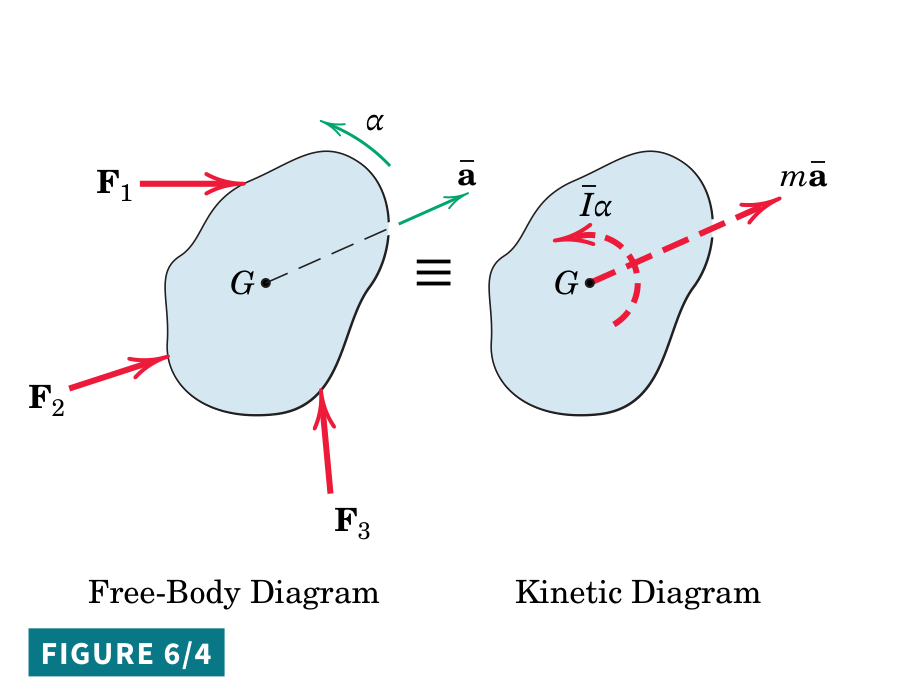 α
F₁
ā
mā
Īα
G
≡
G
F₂
F₃
Free-Body Diagram
Kinetic Diagram
FIGURE 6/4